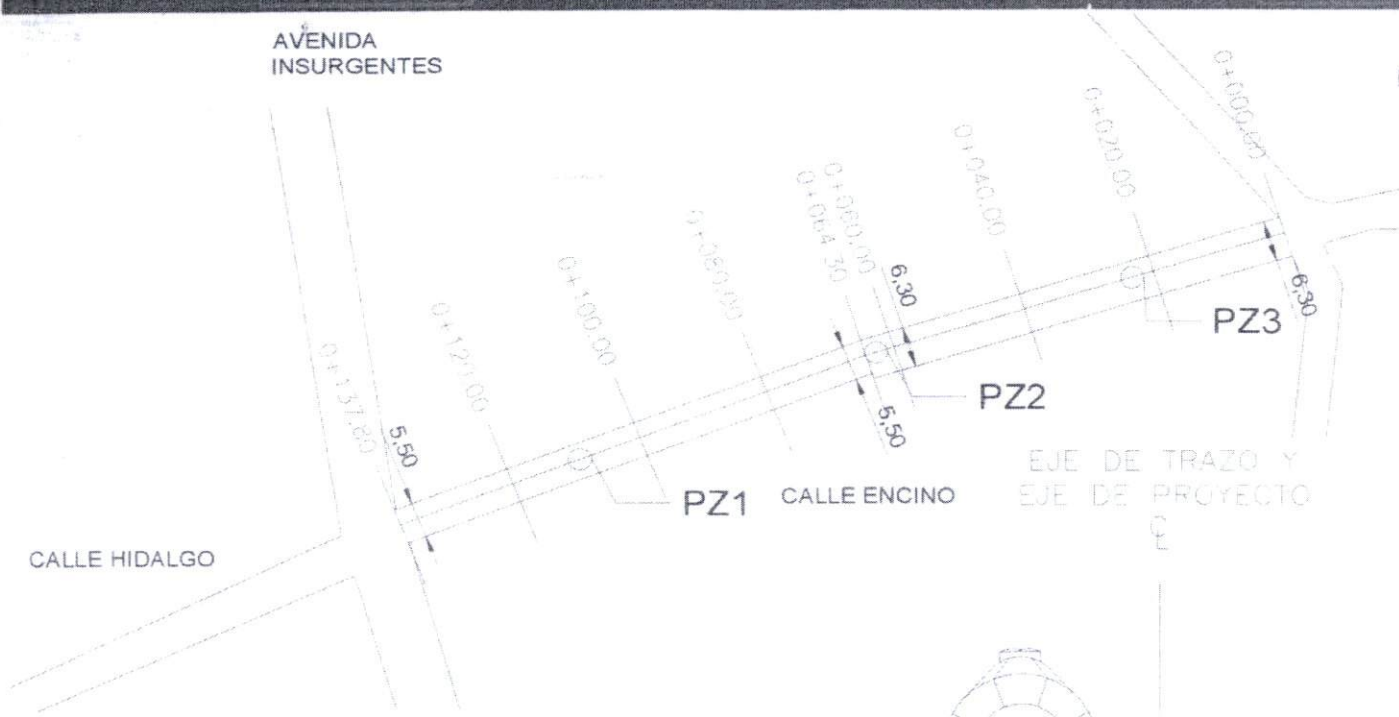 AVENIDA
INSURGENTES
0+000.00
0+020.00
0+040.00
0+060.00
0+064.30
0+080.00
0+100.00
0+120.00
0+137.80
6,30
6,30
5,50
5,50
PZ3
PZ2
PZ1
CALLE ENCINO
EJE DE TRAZO Y
EJE DE PROYECTO
CALLE HIDALGO